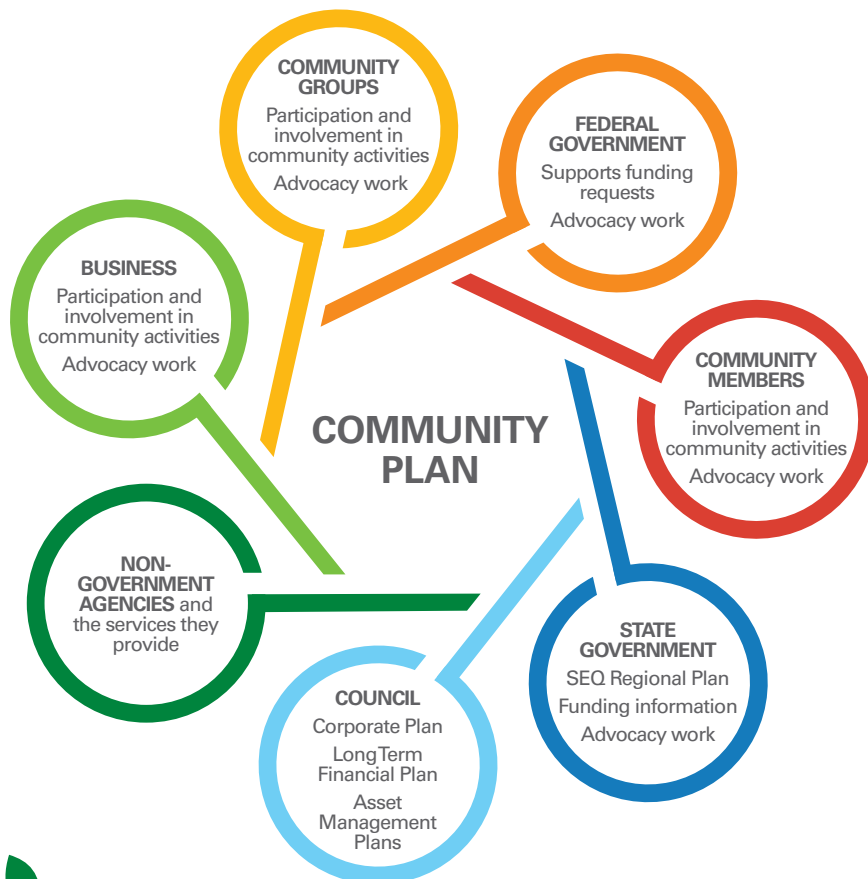 COMMUNITY
GROUPS
Participation and
involvement in
community activities
Advocacy work
FEDERAL
GOVERNMENT
Supports funding
requests
Advocacy work
BUSINESS
Participation and
involvement in
community activities
Advocacy work
COMMUNITY
MEMBERS
Participation and
involvement in
community activities
Advocacy work
COMMUNITY
PLAN
NON-
GOVERNMENT
AGENCIES and
the services they
provide
STATE
GOVERNMENT
SEQ Regional Plan
Funding information
Advocacy work
COUNCIL
Corporate Plan
Long Term
Financial Plan
Asset
Management
Plans